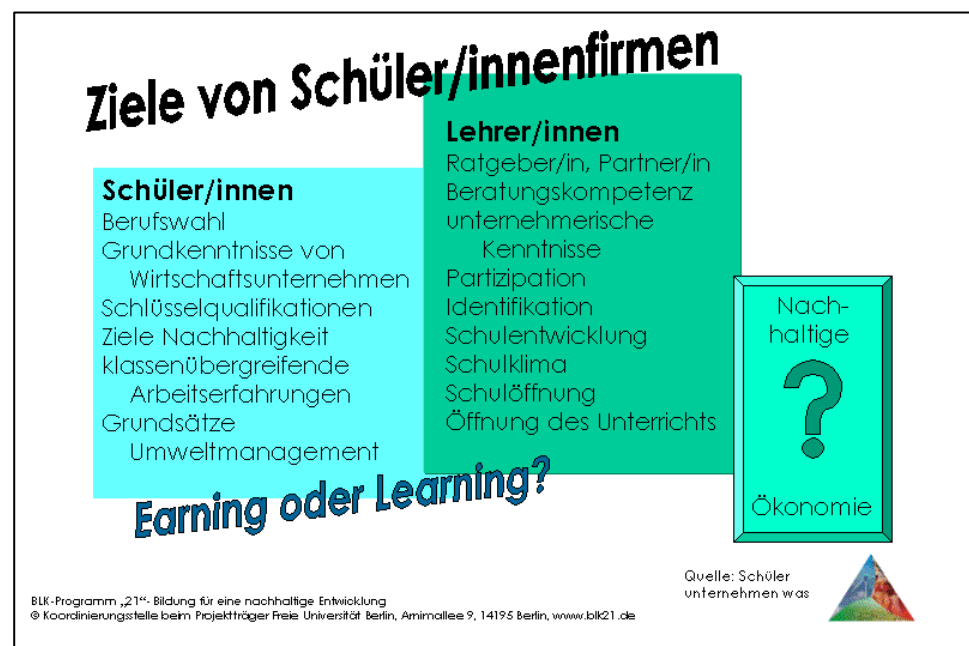 Ziele von Schüler/innenfirmen
Schüler/innen
Berufswahl
Grundkenntnisse von
Wirtschaftsunternehmen
Schlüsselqualifikationen
Ziele Nachhaltigkeit
klassenübergreifende
Arbeitserfahrungen
Grundsätze
Umweltmanagement
Lehrer/innen
Ratgeber/in, Partner/in
Beratungskompetenz
unternehmerische
Kenntnisse
Partizipation
Identifikation
Schulentwicklung
Schulklima
Schulöffnung
Öffnung des Unterrichts
Nach-
haltige
?
Ökonomie
Earning oder Learning?
Quelle: Schüler
unternehmen was
BLK-Programm „21“- Bildung für eine nachhaltige Entwicklung
© Koordinierungsstelle beim Projektträger Freie Universität Berlin, Arnimallee 9, 14195 Berlin, www.blk21.de